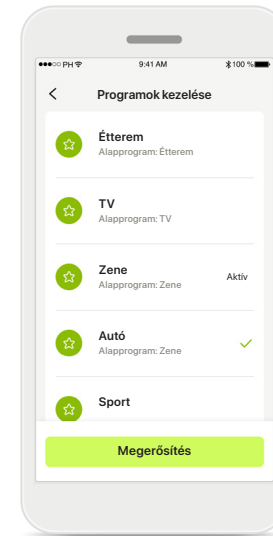 PH 9:41 AM 100 %
Programok kezelése
Étterem
Alapprogram: Étterem
TV
Alapprogram: TV
Zene
Alapprogram: Zene
Aktív
Autó
Alapprogram: Zene
Sport
Megerősítés